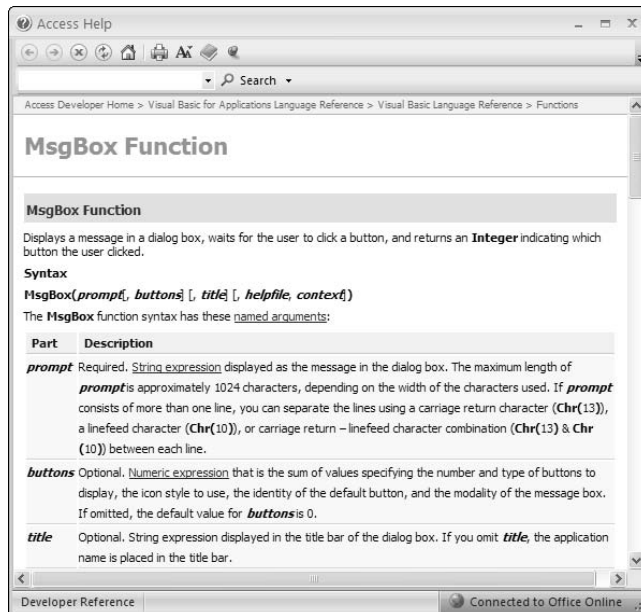 Access Help
Search
Access Developer Home > Visual Basic for Applications Language Reference > Visual Basic Language Reference > Functions
MsgBox Function
MsgBox Function
Displays a message in a dialog box, waits for the user to click a button, and returns an Integer indicating which
button the user clicked.
Syntax
MsgBox(prompt[, buttons] [, title] [, helpfile, context])
The MsgBox function syntax has these named arguments:
Part Description
prompt Required. String expression displayed as the message in the dialog box. The maximum length of
prompt is approximately 1024 characters, depending on the width of the characters used. If prompt
consists of more than one line, you can separate the lines using a carriage return character (Chr(13)),
a linefeed character (Chr(10)), or carriage return – linefeed character combination (Chr(13) & Chr
(10)) between each line.
buttons Optional. Numeric expression that is the sum of values specifying the number and type of buttons to
display, the icon style to use, the identity of the default button, and the modality of the message box.
If omitted, the default value for buttons is 0.
title Optional. String expression displayed in the title bar of the dialog box. If you omit title, the application
name is placed in the title bar.
Developer Reference
Connected to Office Online